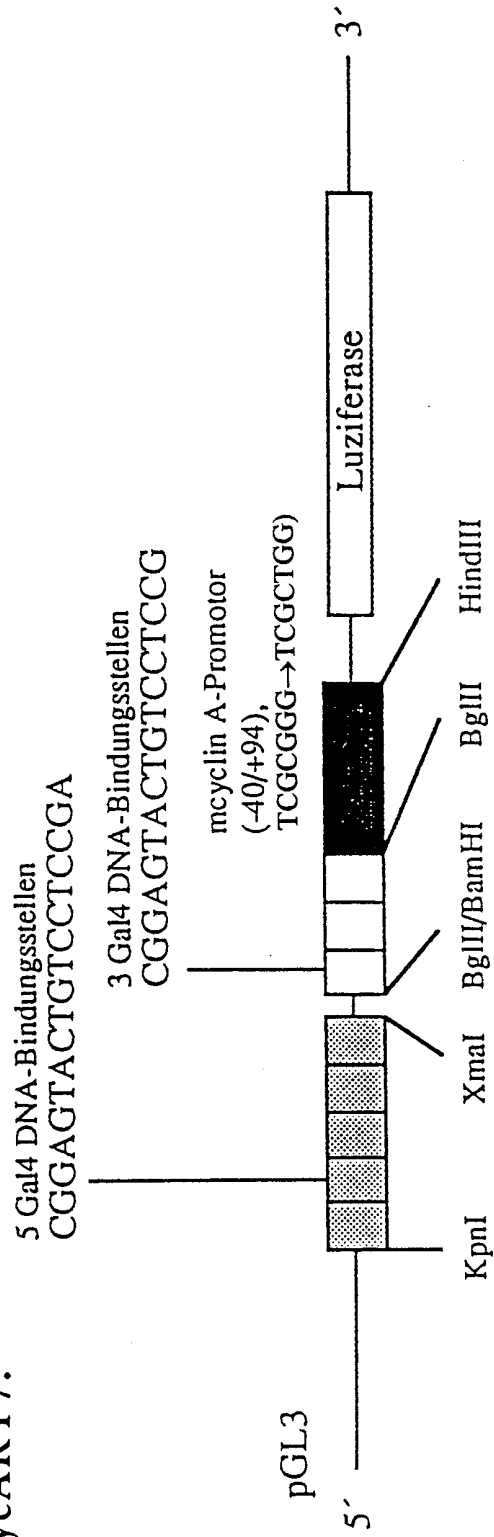 5 Gal4 DNA-Bindungsstellen
CGGAGTACTGTCCTCCGA
3 Gal4 DNA-Bindungsstellen
CGGAGTACTGTCCTCCG
mcyclin A-Promotor
(-40/+94),
TCGCGGG→TCGCTGG)
pGL3
5´
Luziferase
3´
KpnI
XmaI
BglII/BamHI
BglII
HindIII